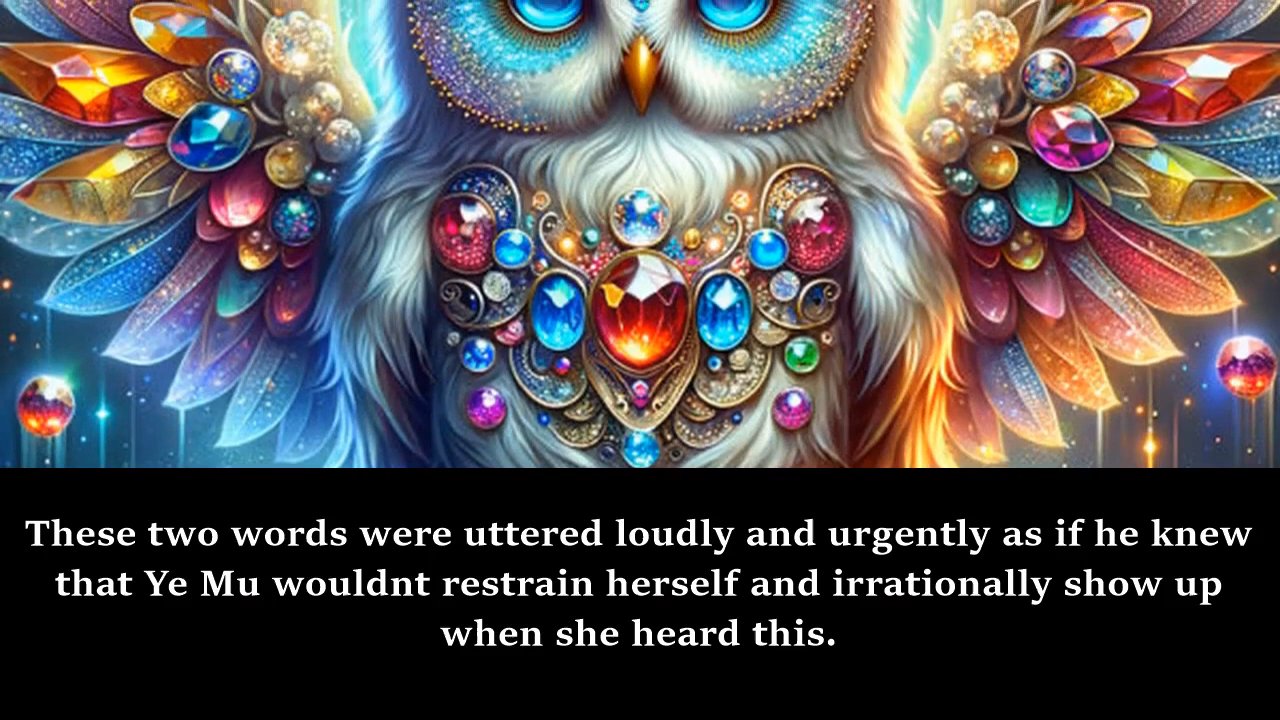 These two words were uttered loudly and urgently as if he knew
that Ye Mu wouldnt restrain herself and irrationally show up
when she heard this.